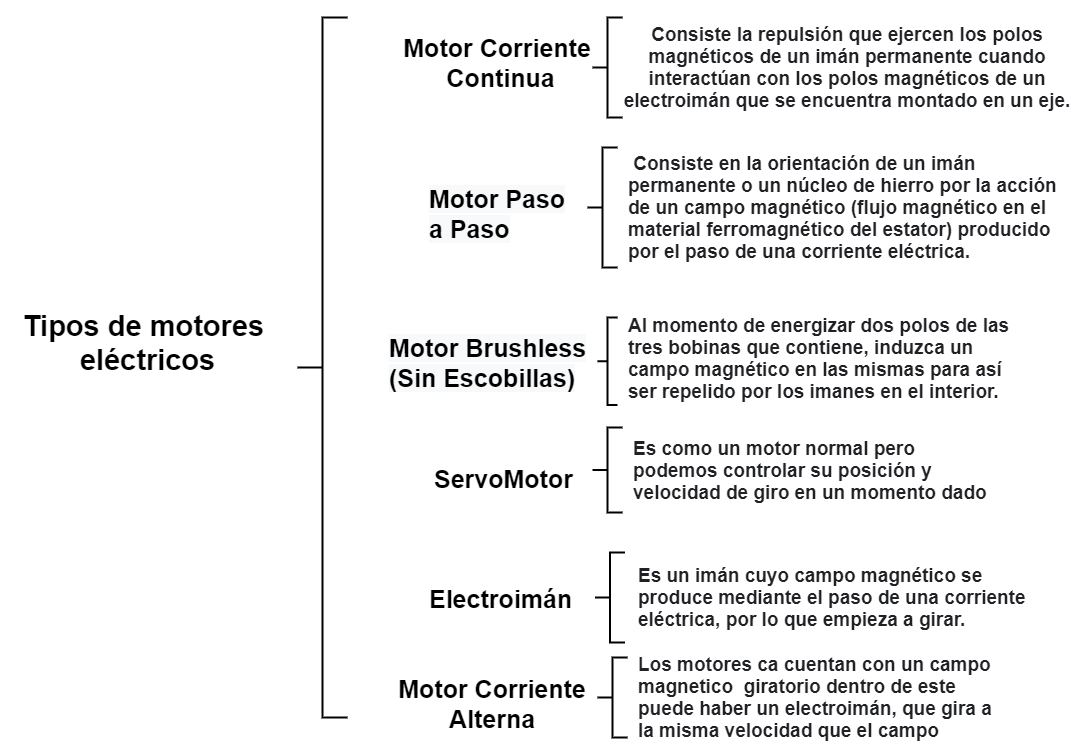 Tipos de motores
eléctricos
Motor Corriente
Continua
Consiste la repulsión que ejercen los polos
magnéticos de un imán permanente cuando
interactúan con los polos magnéticos de un
electroimán que se encuentra montado en un eje.
Motor Paso
a Paso
Consiste en la orientación de un imán
permanente o un núcleo de hierro por la acción
de un campo magnético (flujo magnético en el
material ferromagnético del estator) producido
por el paso de una corriente eléctrica.
Motor Brushless
(Sin Escobillas)
Al momento de energizar dos polos de las
tres bobinas que contiene, induzca un
campo magnético en las mismas para así
ser repelido por los imanes en el interior.
ServoMotor
Es como un motor normal pero
podemos controlar su posición y
velocidad de giro en un momento dado
Electroimán
Es un imán cuyo campo magnético se
produce mediante el paso de una corriente
eléctrica, por lo que empieza a girar.
Motor Corriente
Alterna
Los motores ca cuentan con un campo
magnetico  giratorio dentro de este
puede haber un electroimán, que gira a
la misma velocidad que el campo